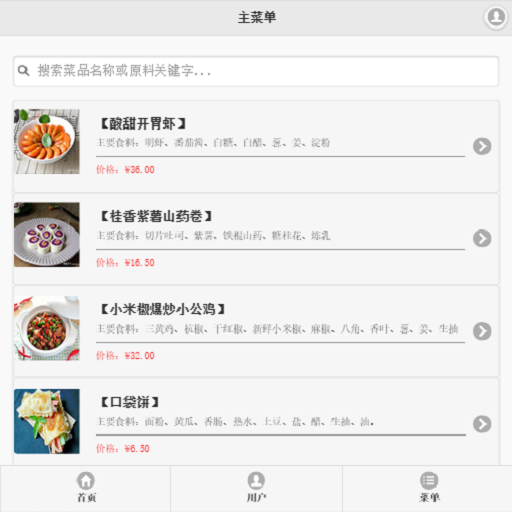 主菜单
搜索菜品名称或原料关键字...
【酸甜开胃虾】
主要食料：明虾、番茄酱、白糖、白醋、葱、姜、淀粉
价格：¥36.00
【桂香紫薯山药卷】
主要食料：切片吐司、紫薯、铁棍山药、糖桂花、炼乳
价格：¥16.50
【小米椒爆炒小公鸡】
主要食料：三黄鸡、杭椒、干红椒、新鲜小米椒、麻椒、八角、香叶、葱、姜、生抽
价格：¥32.00
【口袋饼】
主要食料：面粉、黄瓜、香肠、热水、土豆、盐、醋、生抽、油。
价格：¥6.50
首页
用户
菜单